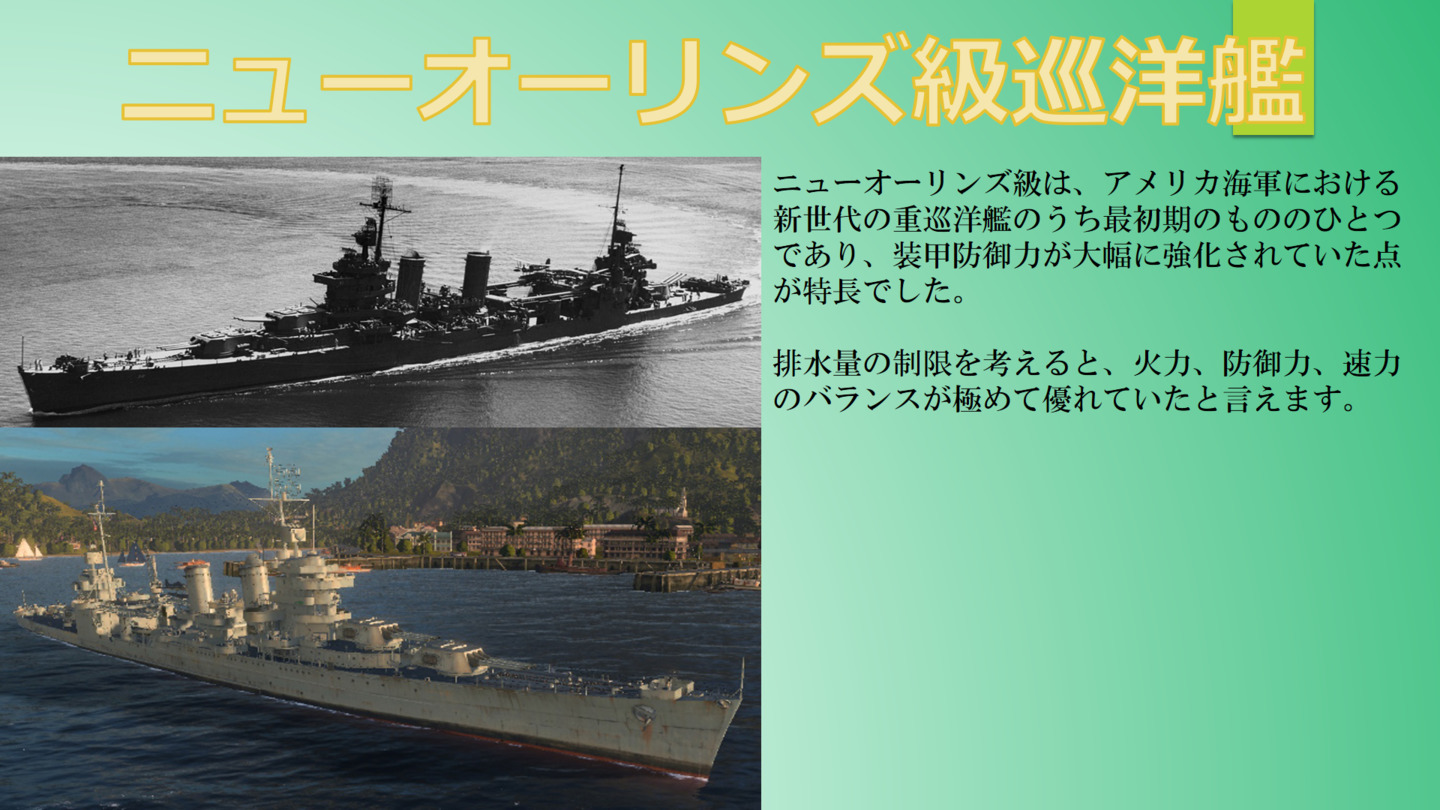 ニューオーリンズ級巡洋艦
ニューオーリンズ級は、アメリカ海軍における
新世代の重巡洋艦のうち最初期のもののひとつ
であり、装甲防御力が大幅に強化されていた点
が特長でした。
排水量の制限を考えると、火力、防御力、速力
のバランスが極めて優れていたと言えます。